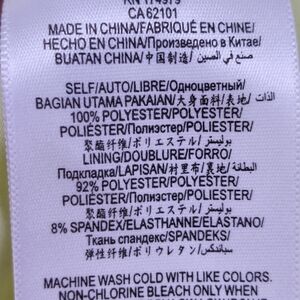 CA 62101
MADE IN CHINA/FABRIQUÉ EN CHINE/
HECHO EN CHINA/Произведено в Китае/
BUATAN CHINA/中国制造/صنع في الصين
SELF/AUTO/LIBRE/Одноцветный/
BAGIAN UTAMA PAKAIAN/大身面料/表地/الذات
100% POLYESTER/POLYESTER/
POLIÉSTER/Полиэстер/POLIESTER/
聚酯纤维/ポリエステル/بوليستر
LINING/DOUBLURE/FORRO/
Подкладка/LAPISAN/村里布/裏地/البطانة
92% POLYESTER/POLYESTER/
POLIÉSTER/Полиэстер/POLIESTER/
聚酯纤维/ポリエステル/بوليستر
8% SPANDEX/ELASTHANNE/ELASTANO/
Ткань спандекс/SPANDEKS/
弹性纤维/ポリウレタン/سباندكس
MACHINE WASH COLD WITH LIKE COLORS.
NON-CHLORINE BLEACH ONLY WHEN